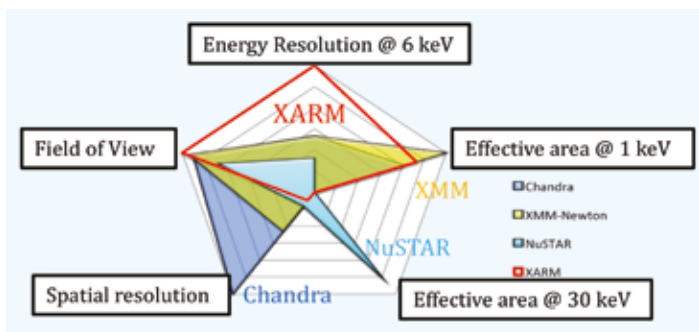 Energy Resolution @ 6 keV
XARM
Field of View
Effective area @ 1 keV
XMM
Chandra
XMM-Newton
NuSTAR
NuSTAR
XARM
Spatial resolution
Chandra
Effective area @ 30 keV